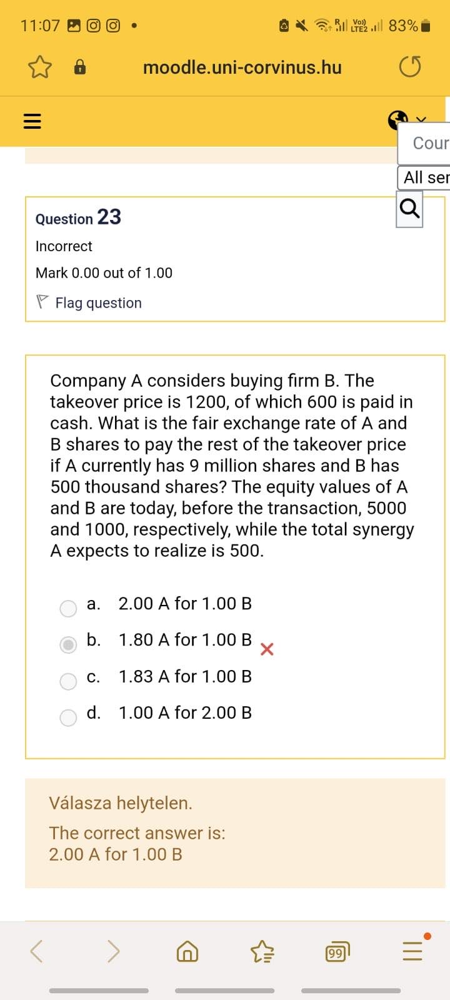 11:07
Vo))
R
LTE2
83%
moodle.uni-corvinus.hu
Cour
All ser
Question 23
Incorrect
Mark 0.00 out of 1.00
Flag question
Company A considers buying firm B. The
takeover price is 1200, of which 600 is paid in
cash. What is the fair exchange rate of A and
B shares to pay the rest of the takeover price
if A currently has 9 million shares and B has
500 thousand shares? The equity values of A
and B are today, before the transaction, 5000
and 1000, respectively, while the total synergy
A expects to realize is 500.
a. 2.00 A for 1.00 B
b. 1.80 A for 1.00 B
c. 1.83 A for 1.00 B
d. 1.00 A for 2.00 B
Válasza helytelen.
The correct answer is:
2.00 A for 1.00 B
99